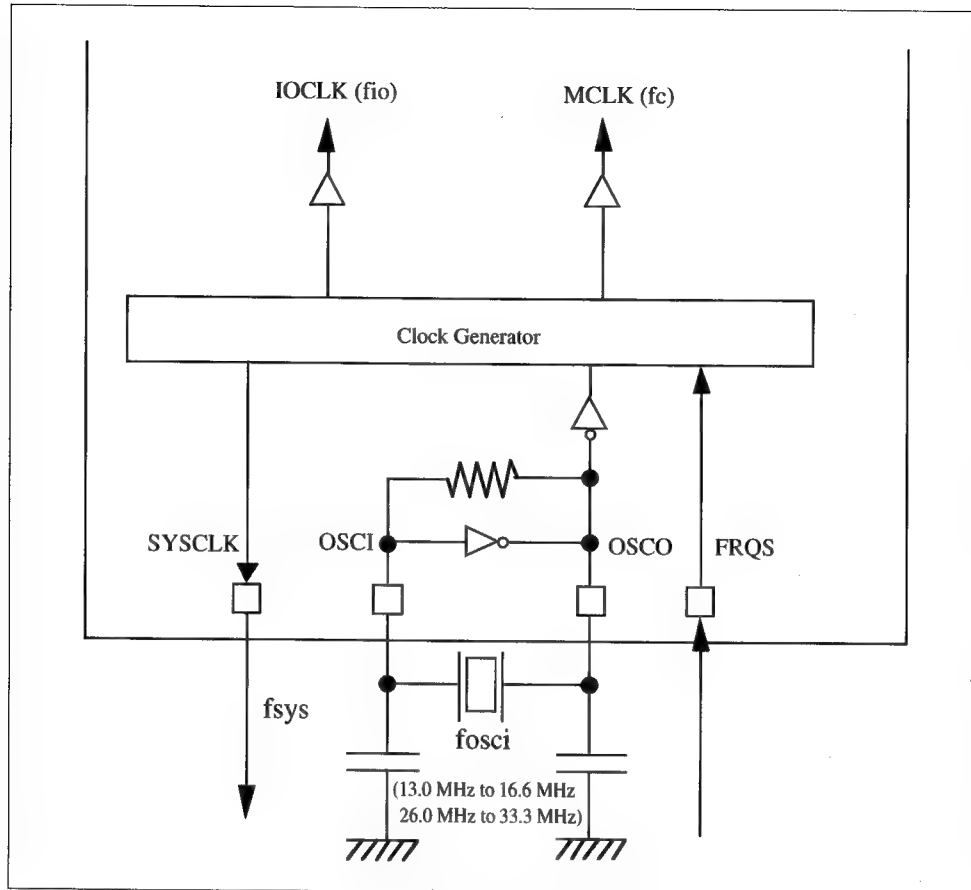 IOCLK (fio)
MCLK (fc)
Clock Generator
SYSCLK
OSCI
OSCO
FRQS
fsys
fosci
(13.0 MHz to 16.6 MHz
26.0 MHz to 33.3 MHz)